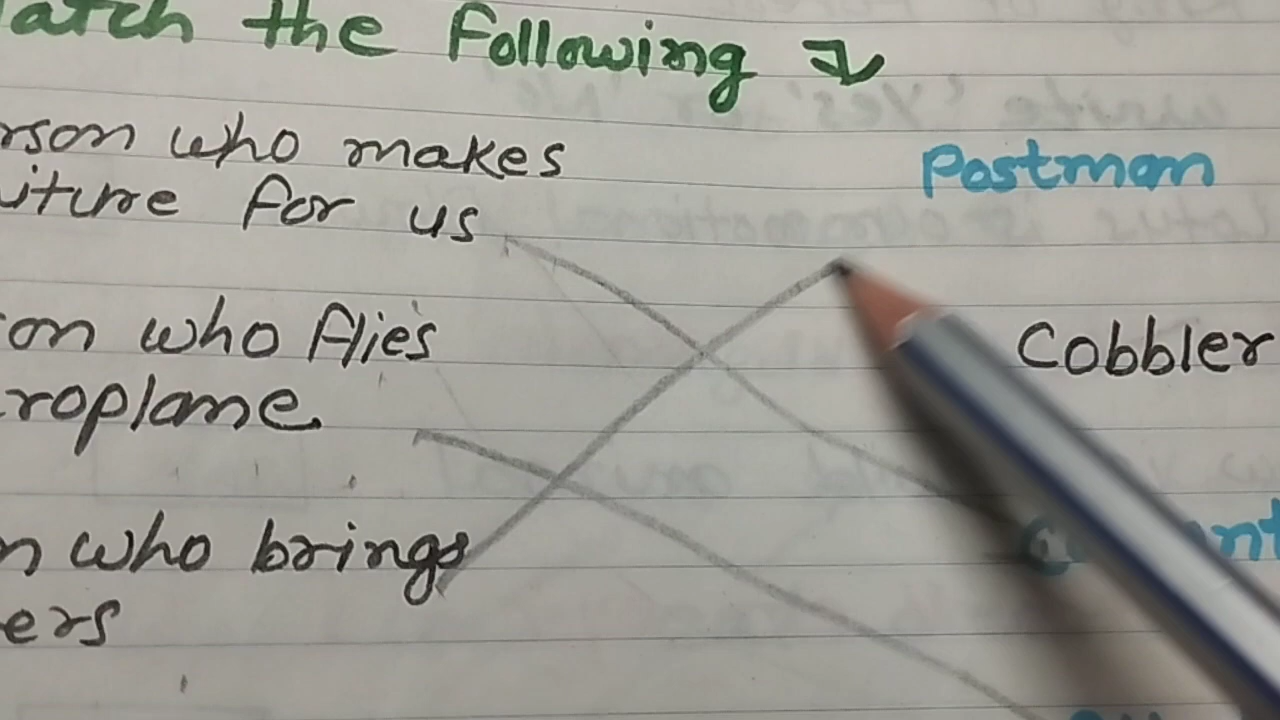 atch the following
rson who makes
iture for us
Postman
on who flies
roplane
Cobbler
n who brings
ers